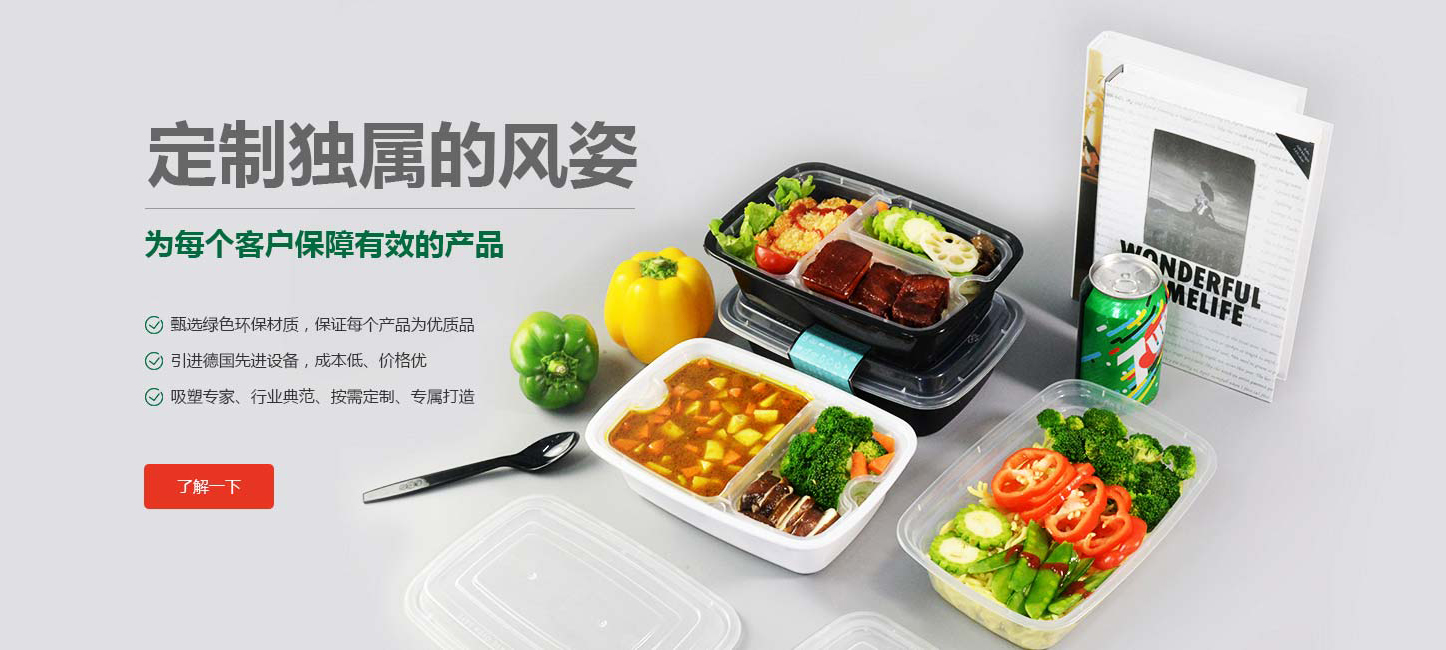 定制独属的风姿
为每个客户保障有效的产品
甄选绿色环保材质，保证每个产品为优质品
引进德国先进设备，成本低、价格优
吸塑专家、行业典范、按需定制、专属打造
了解一下
WONDERFUL